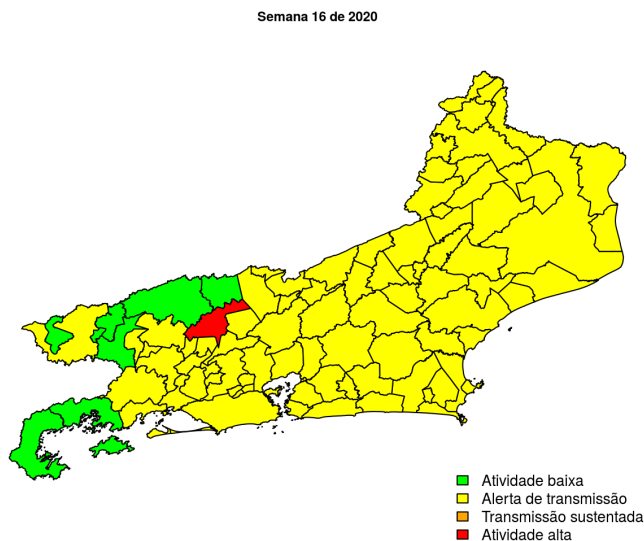 Semana 16 de 2020
Atividade baixa
Alerta de transmissão
Transmissão sustentada
Atividade alta